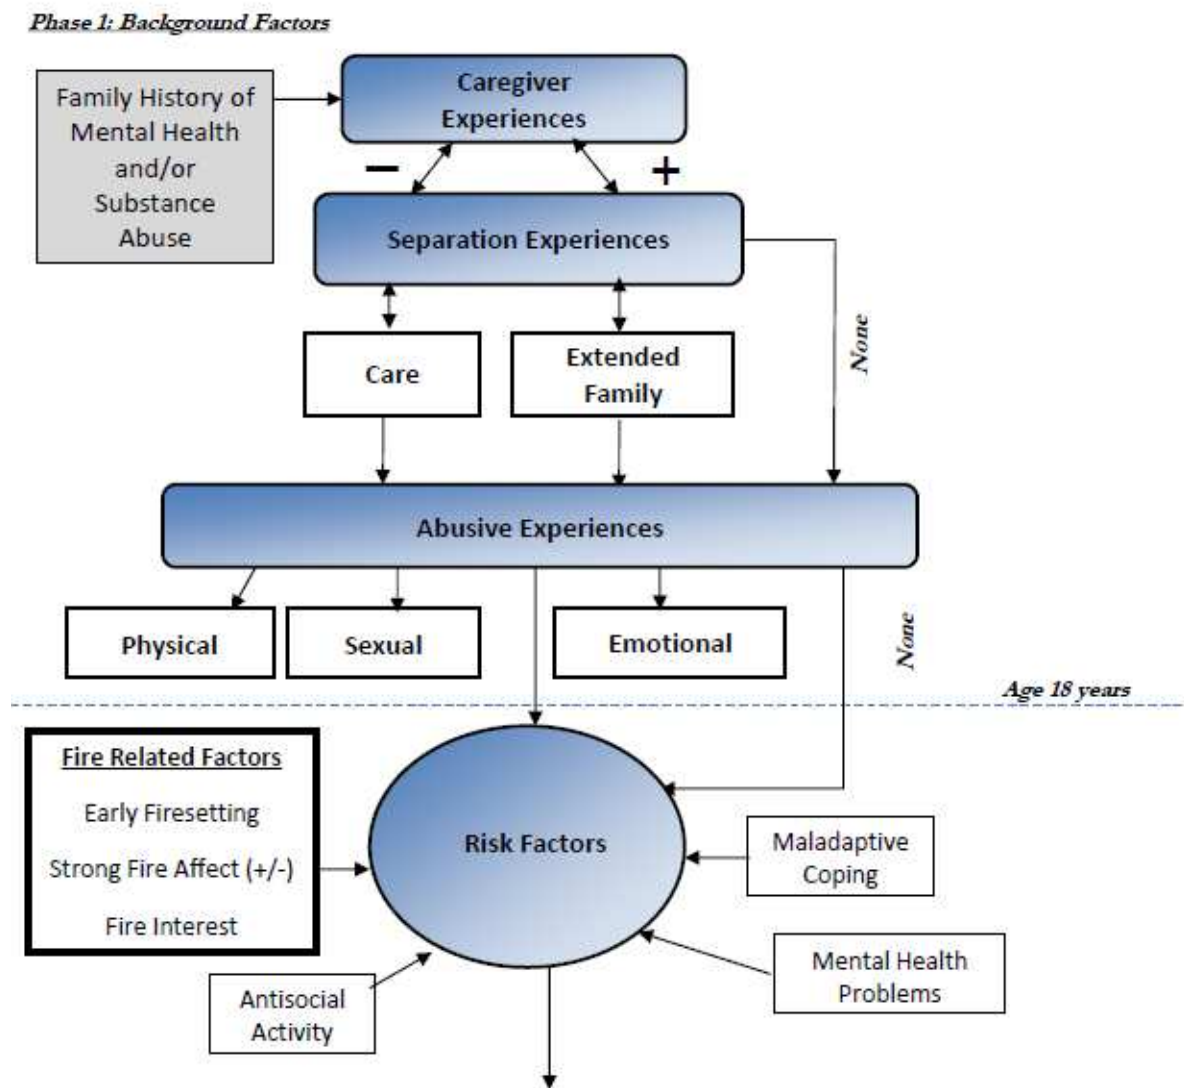 Phase 1: Background Factors
Family History of
Mental Health
and/or
Substance
Abuse
Caregiver
Experiences
− +
Separation Experiences
None
Care
Extended
Family
Abusive Experiences
Physical
Sexual
Emotional
None
Age 18 years
Fire Related Factors
Early Firesetting
Strong Fire Affect (+/-)
Fire Interest
Risk Factors
Maladaptive
Coping
Mental Health
Problems
Antisocial
Activity